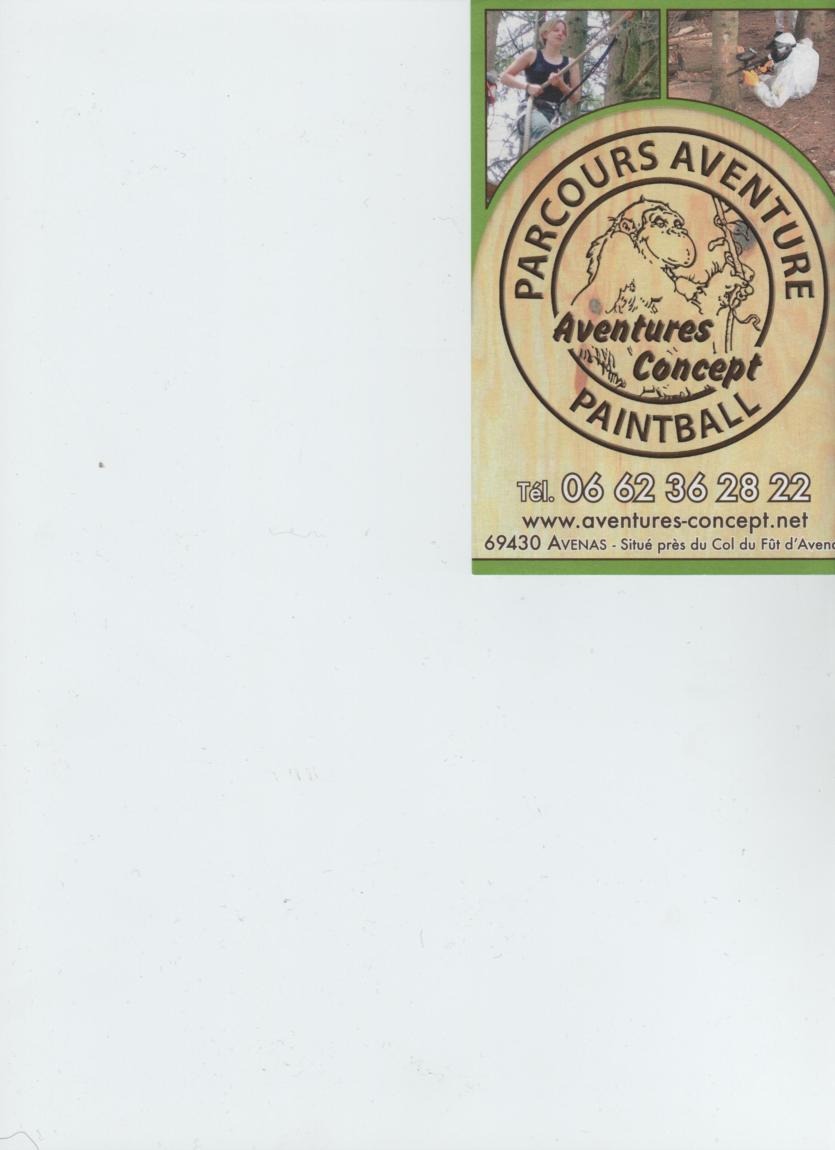 PARCOURS AVENTURE
Aventures
Concept
PAINTBALL
Tél. 06 62 36 28 22
www.aventures-concept.net
69430 AVENAS - Situé près du Col du Fût d'Avena